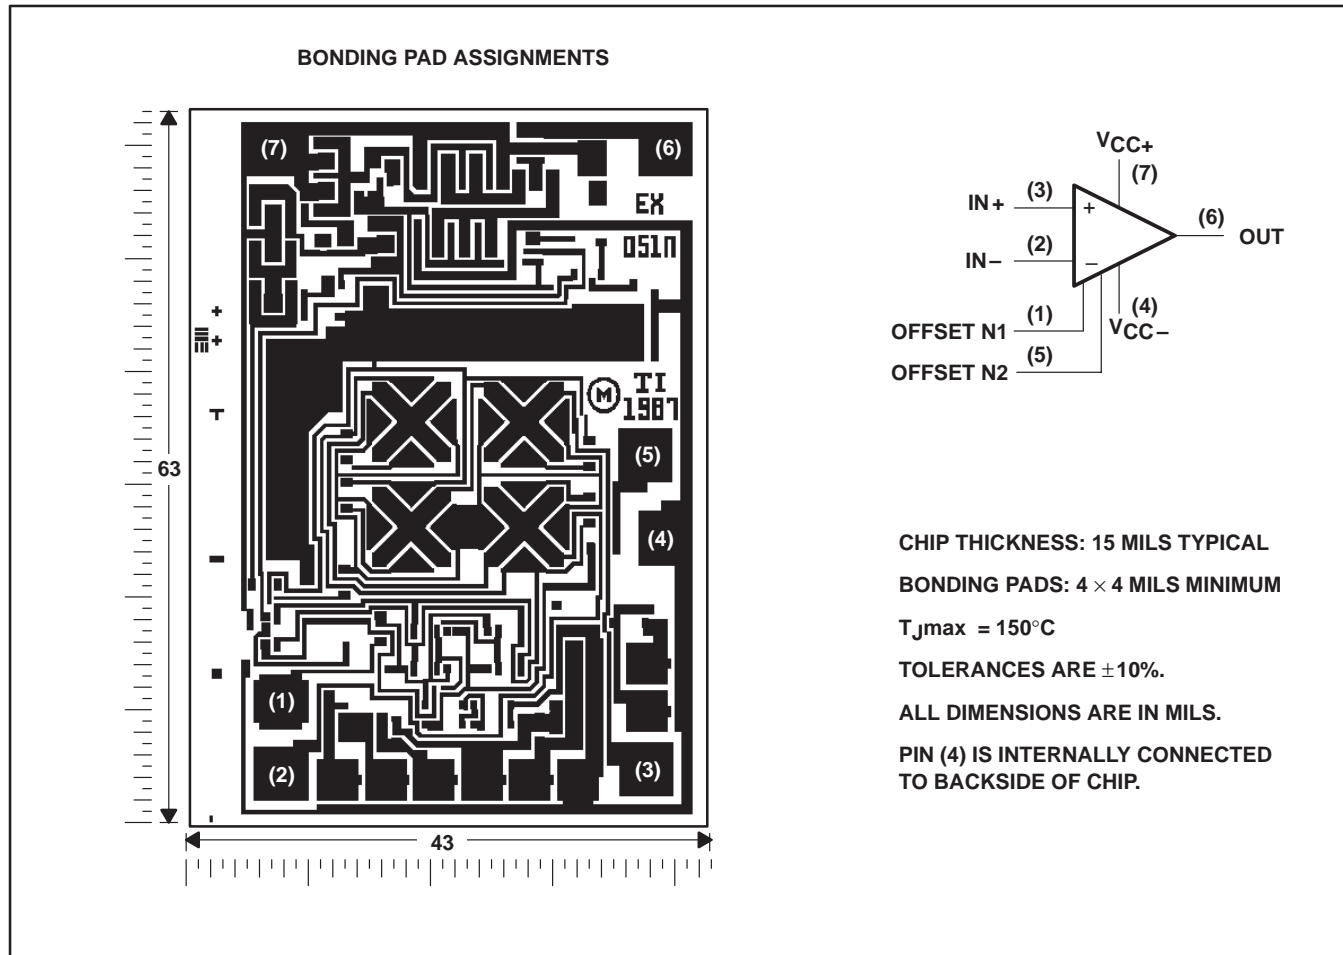 BONDING PAD ASSIGNMENTS
(7)
(6)
EX
051U
TI
M
1987
(5)
(4)
63
(1)
(2)
(3)
43
VCC+
(7)
IN+
(3)
+
(6)
OUT
IN−
(2)
−
OFFSET N1
(1)
(4)
VCC−
OFFSET N2
(5)
CHIP THICKNESS: 15 MILS TYPICAL
BONDING PADS: 4 × 4 MILS MINIMUM
TJmax = 150°C
TOLERANCES ARE ±10%.
ALL DIMENSIONS ARE IN MILS.
PIN (4) IS INTERNALLY CONNECTED
TO BACKSIDE OF CHIP.